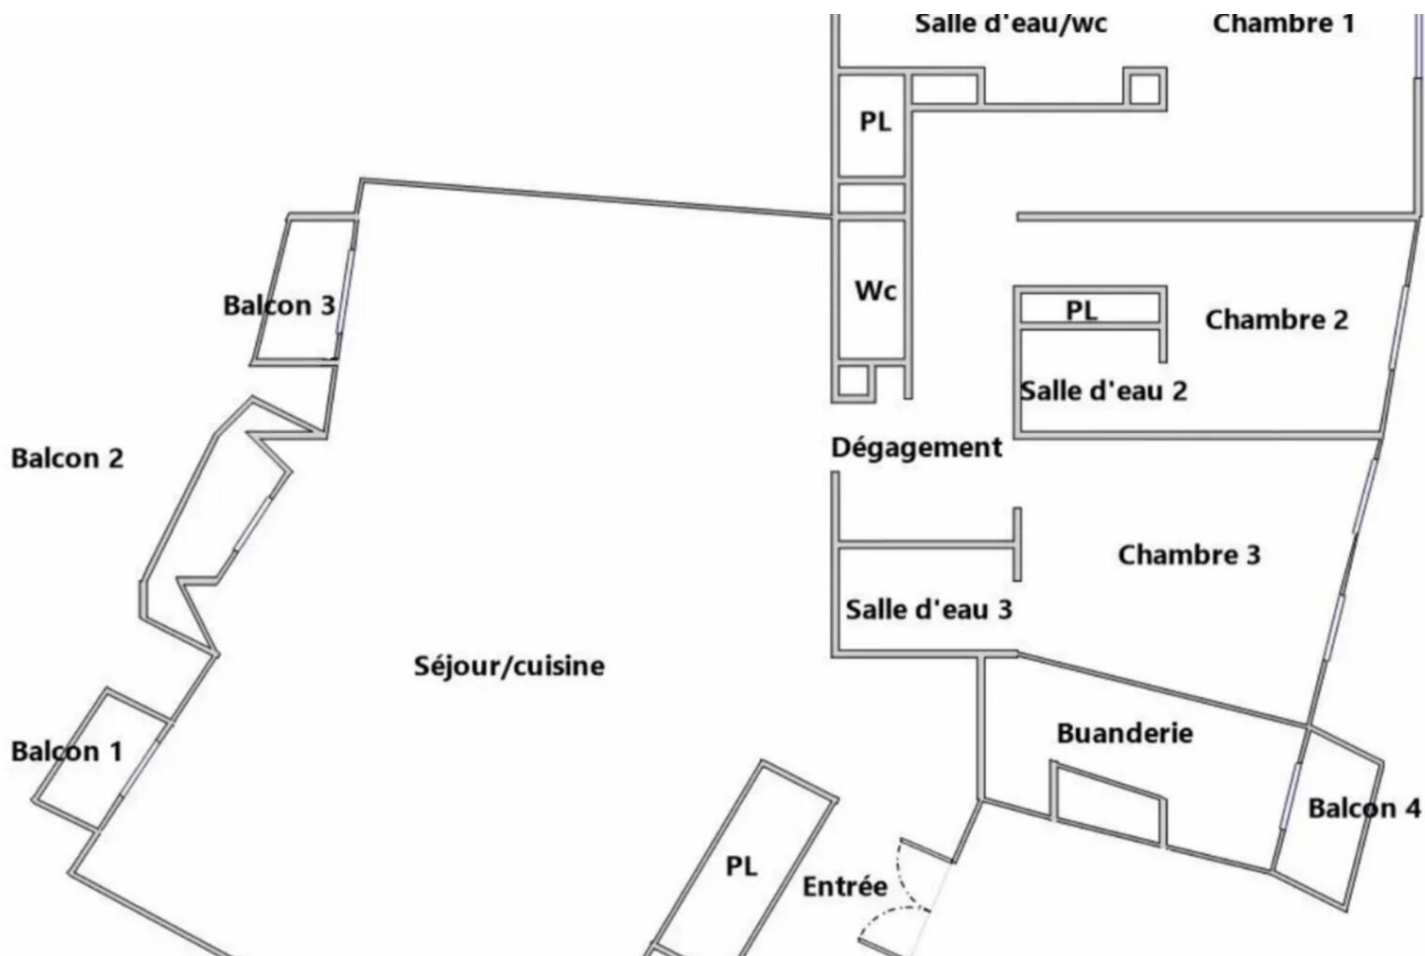 Salle d'eau/wc
Chambre 1
PL
Wc
Balcon 3
PL
Chambre 2
Salle d'eau 2
Balcon 2
Dégagement
Chambre 3
Salle d'eau 3
Séjour/cuisine
Buanderie
Balcon 1
Balcon 4
PL
Entrée